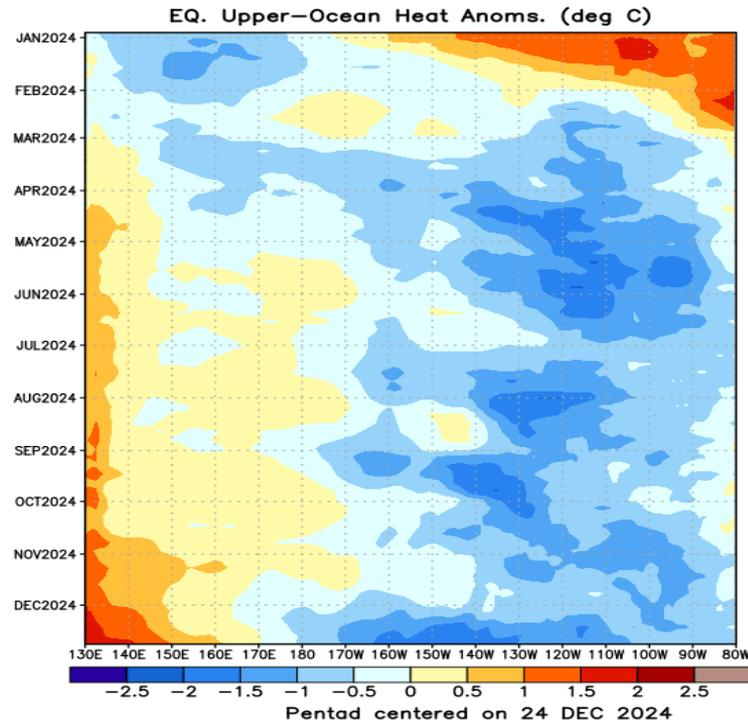 EQ. Upper-Ocean Heat Anoms. (deg C)
JAN2024
FEB2024
MAR2024
APR2024
MAY2024
JUN2024
JUL2024
AUG2024
SEP2024
OCT2024
NOV2024
DEC2024
130E 140E 150E 160E 170E 180 170W 160W 150W 140W 130W 120W 110W 100W 90W 80W
-2.5 -2 -1.5 -1 -0.5 0 0.5 1 1.5 2 2.5
Pentad centered on 24 DEC 2024